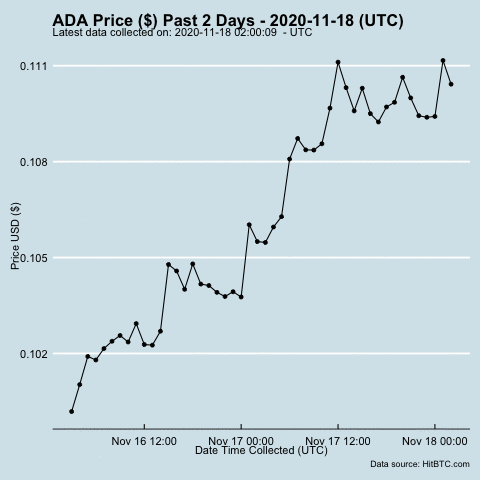 ADA Price ($) Past 2 Days - 2020-11-18 (UTC)
Latest data collected on: 2020-11-18 02:00:09  - UTC
0.111
0.108
0.105
0.102
Price USD ($)
Nov 16 12:00 Nov 17 00:00 Nov 17 12:00 Nov 18 00:00
Date Time Collected (UTC)
Data source: HitBTC.com